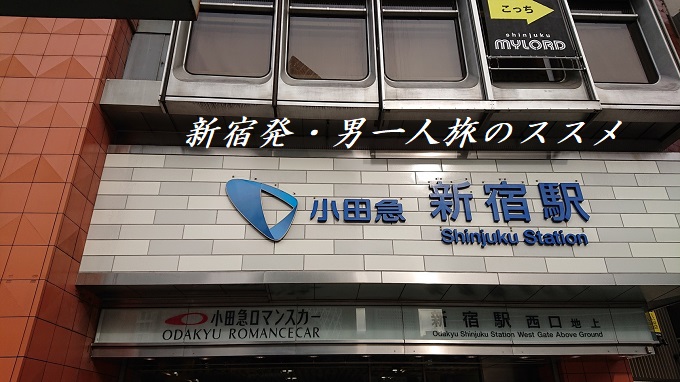 こっち
shinjuku
MYLORD
新宿発・男一人旅のススメ
小田急 新宿駅
Shinjuku Station
小田急ロマンスカー
ODAKYU ROMANCECAR
新宿駅 西口 地上
Odakyu Shinjuku Station West Gate Above Ground